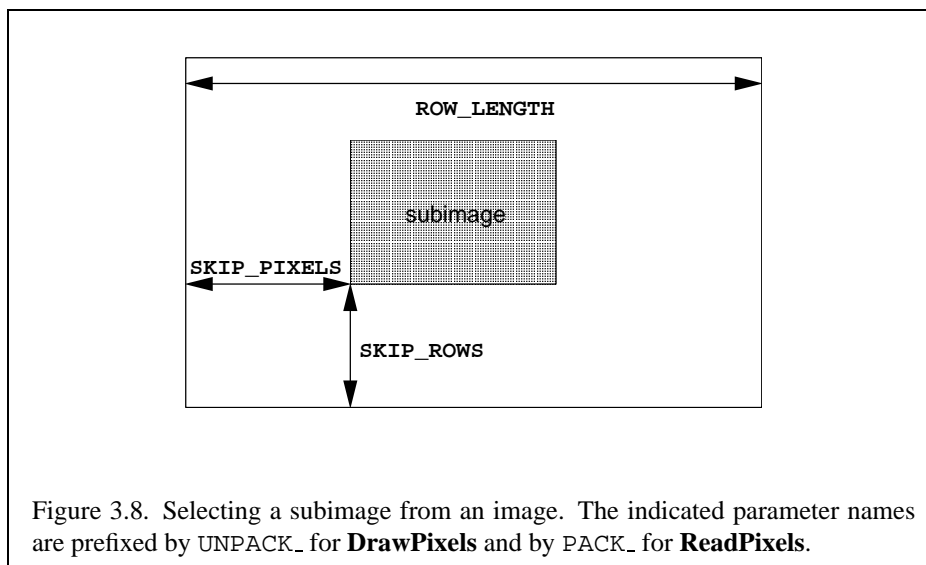 ROW_LENGTH
subimage
SKIP_PIXELS
SKIP_ROWS
Figure 3.8. Selecting a subimage from an image. The indicated parameter names
are prefixed by UNPACK_ for DrawPixels and by PACK_ for ReadPixels.